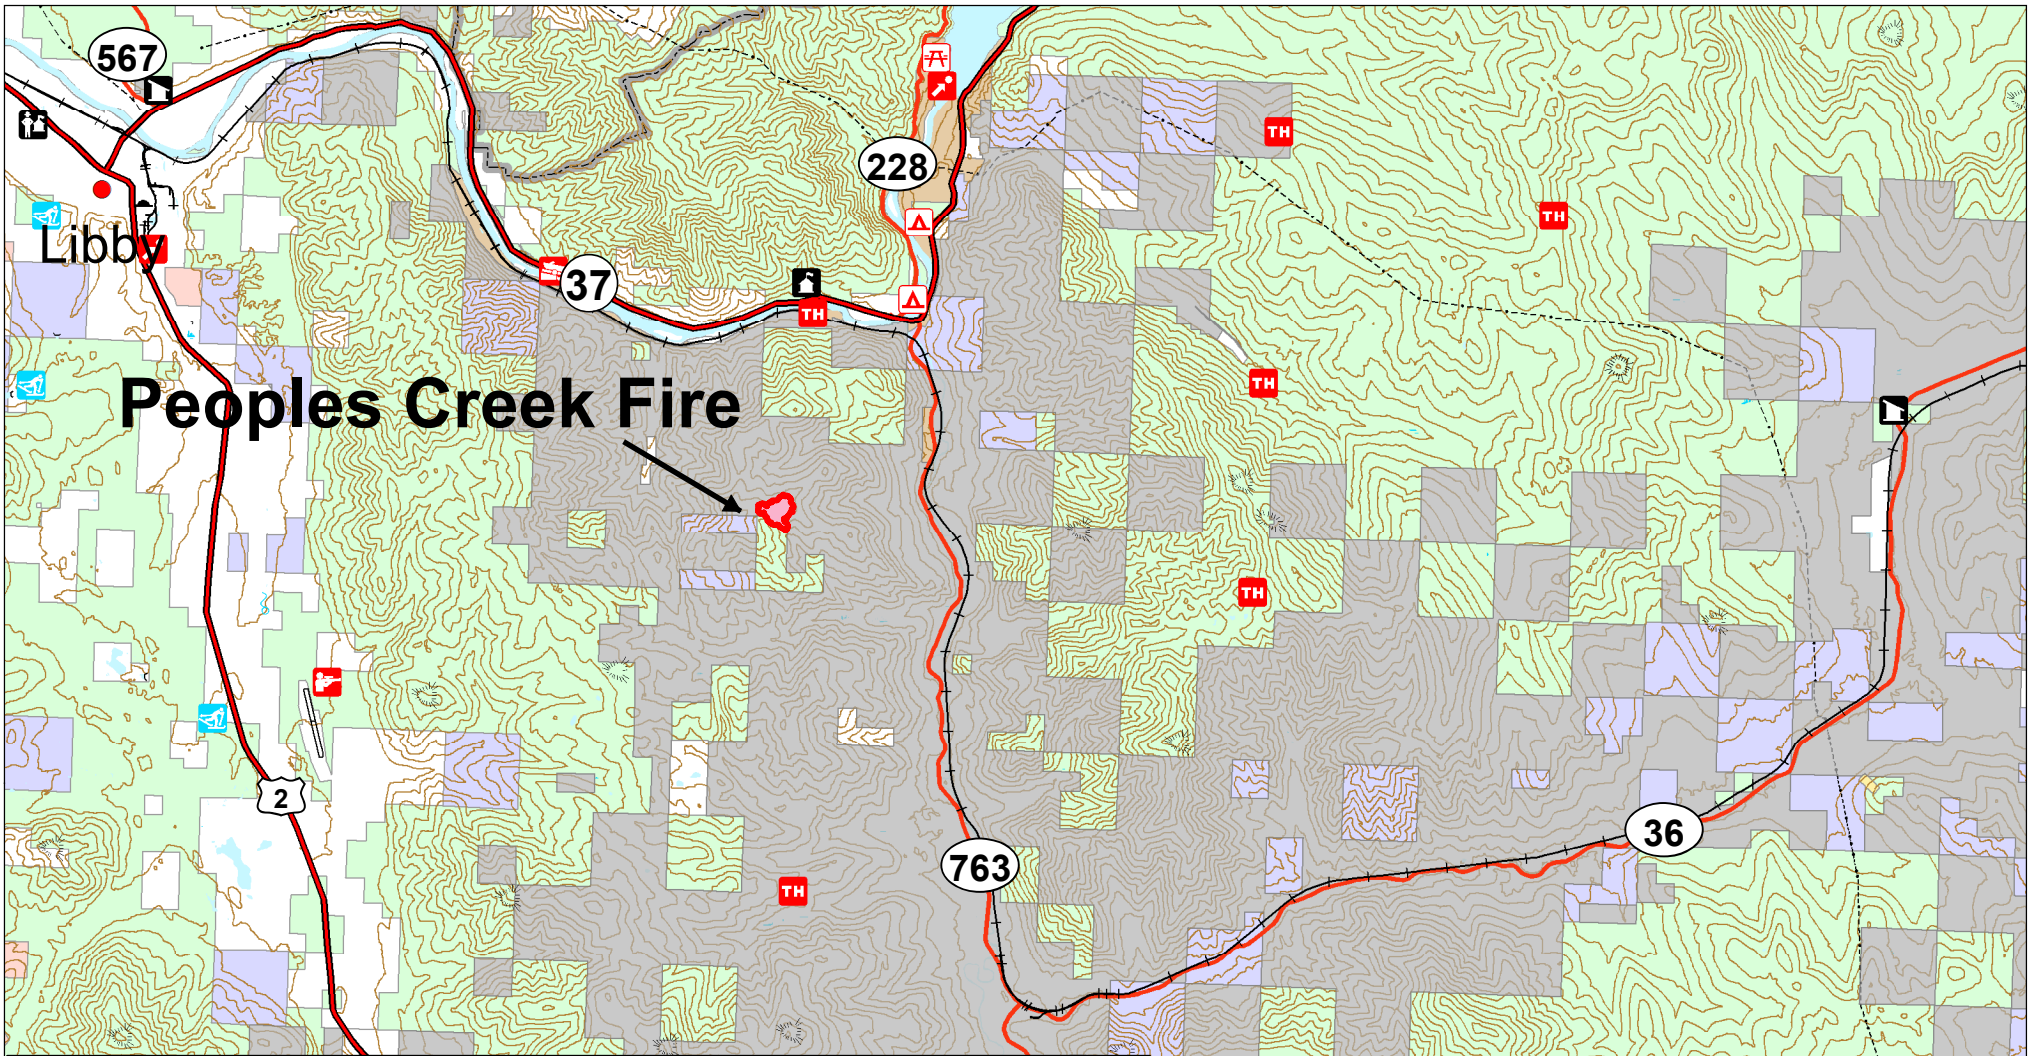 567
228
TH
TH
Libby
37
TH
TH
Peoples Creek Fire
TH
2
36
763
TH